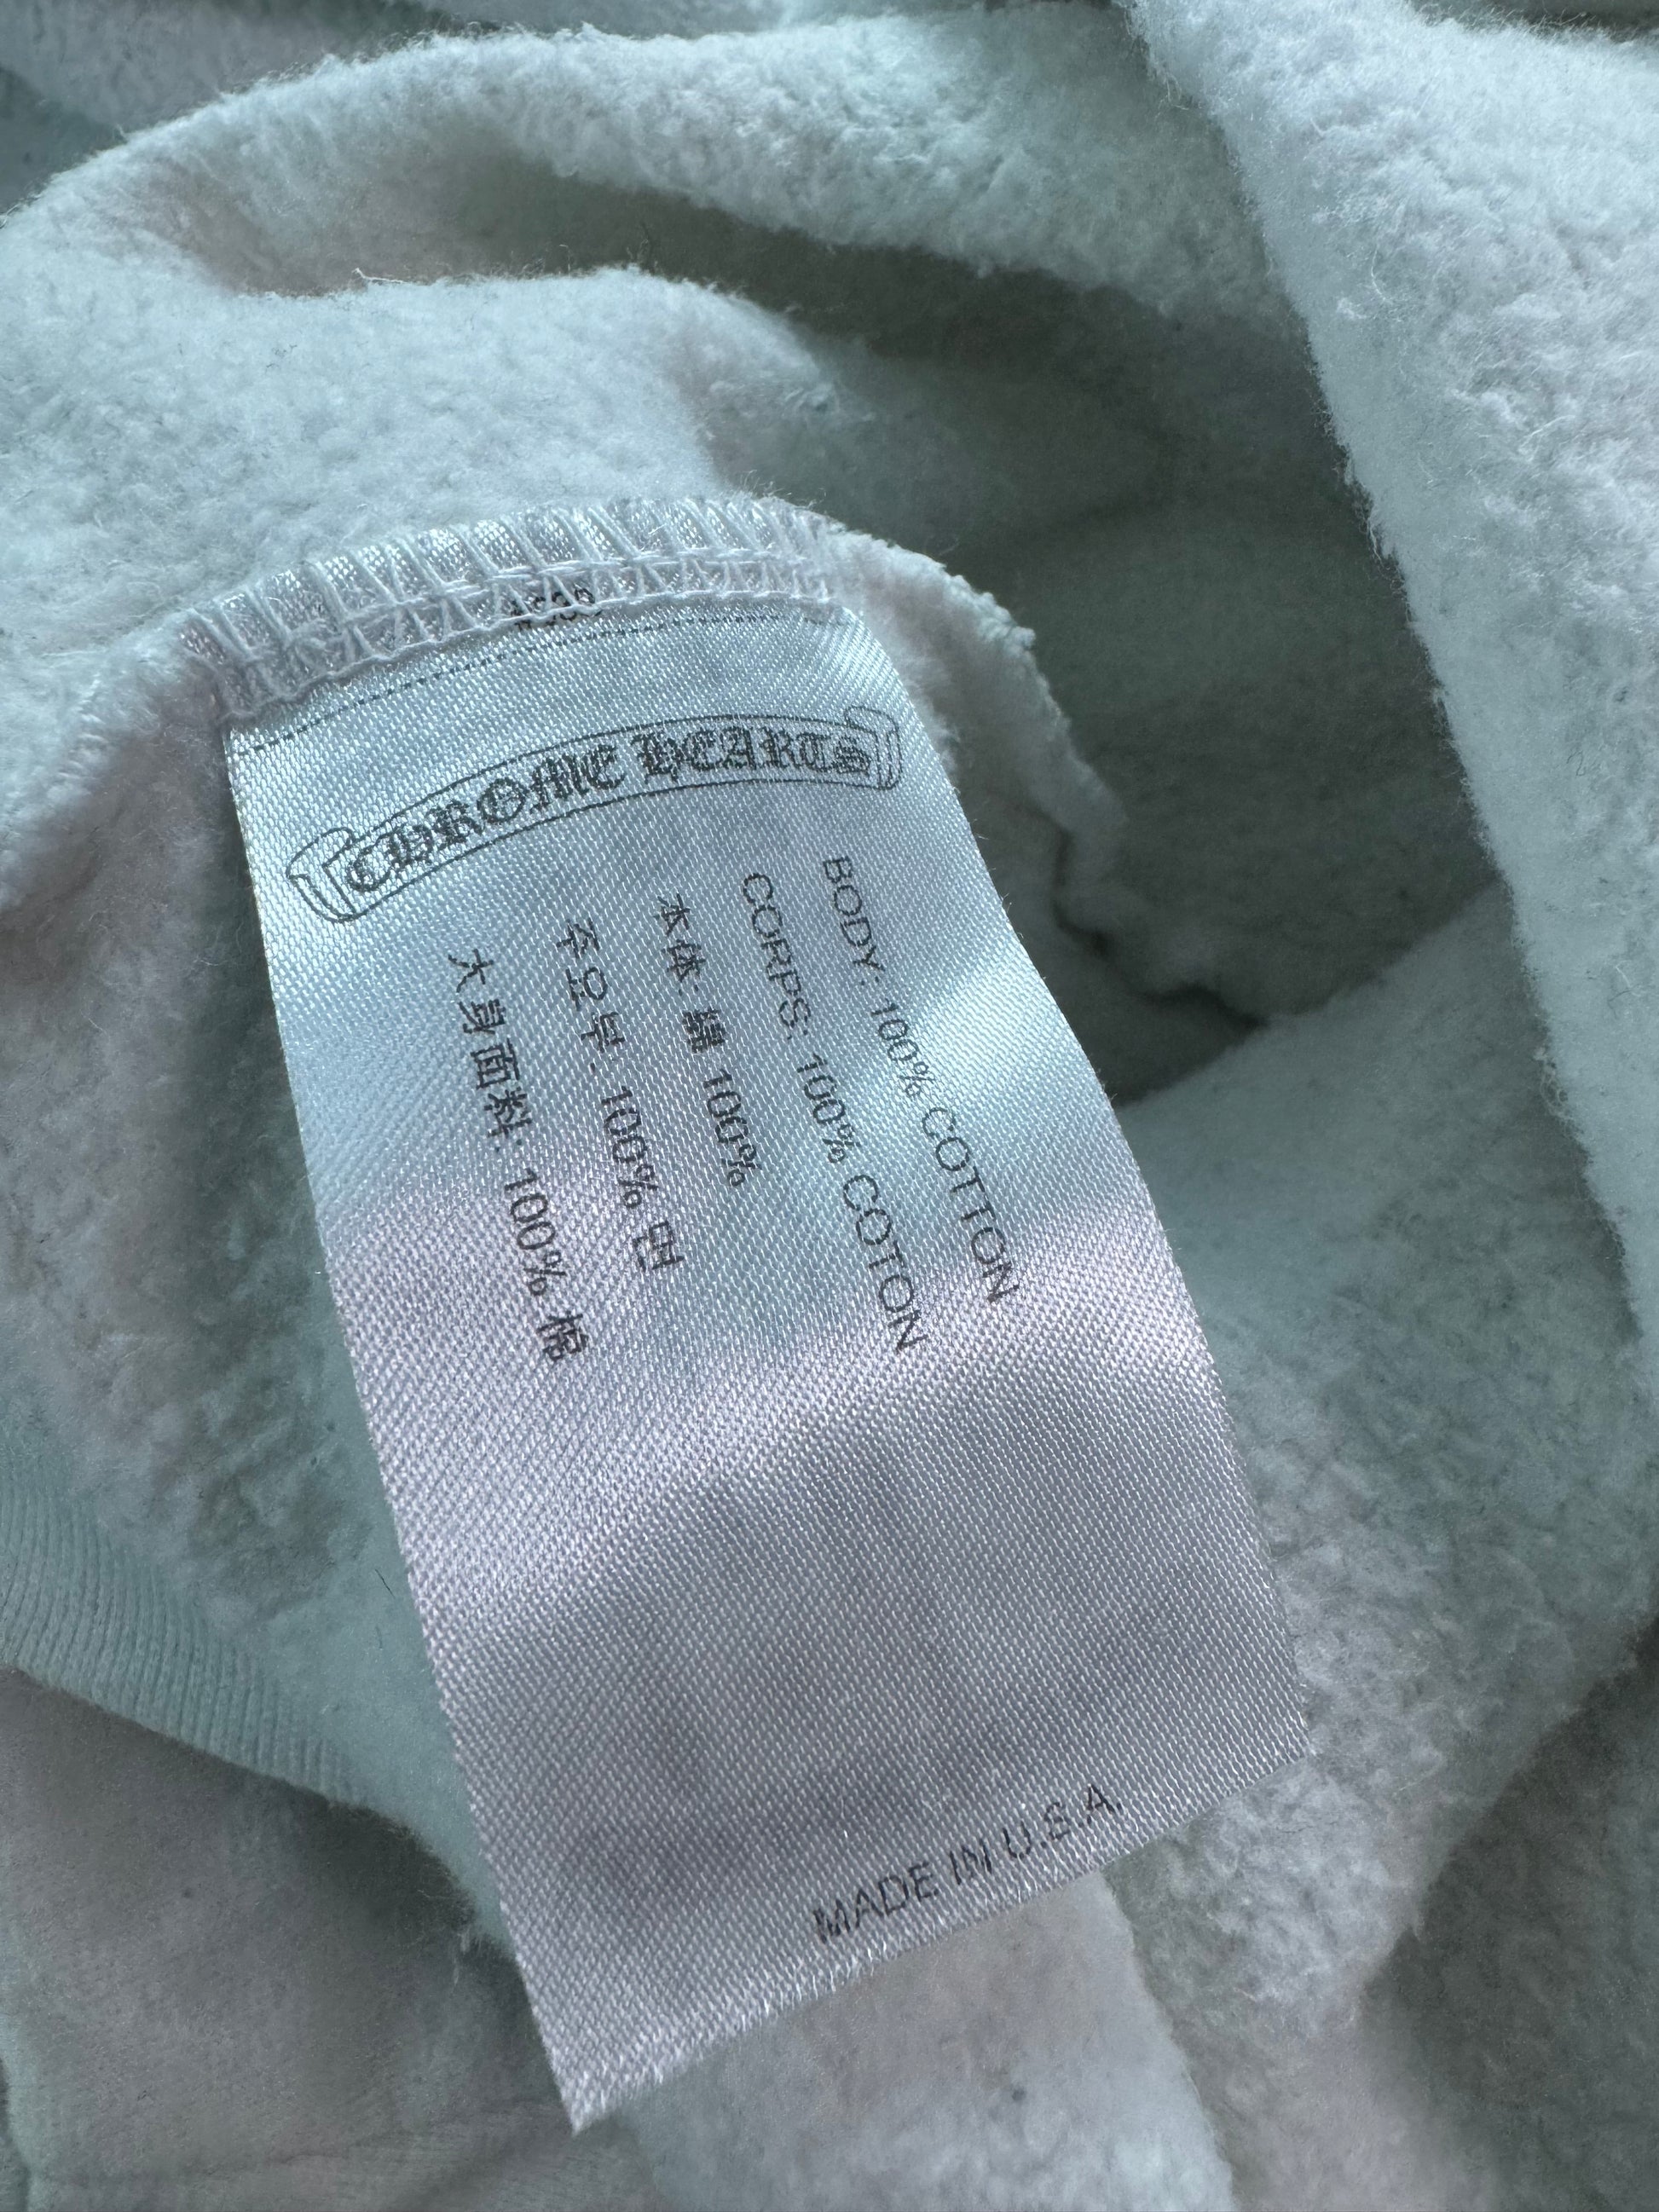 CHROME HEARTS
BODY: 100% COTTON
CORPS: 100% COTON
本体: 綿 100%
주요부: 100% 면
大身面料: 100% 棉
MADE IN U.S.A.